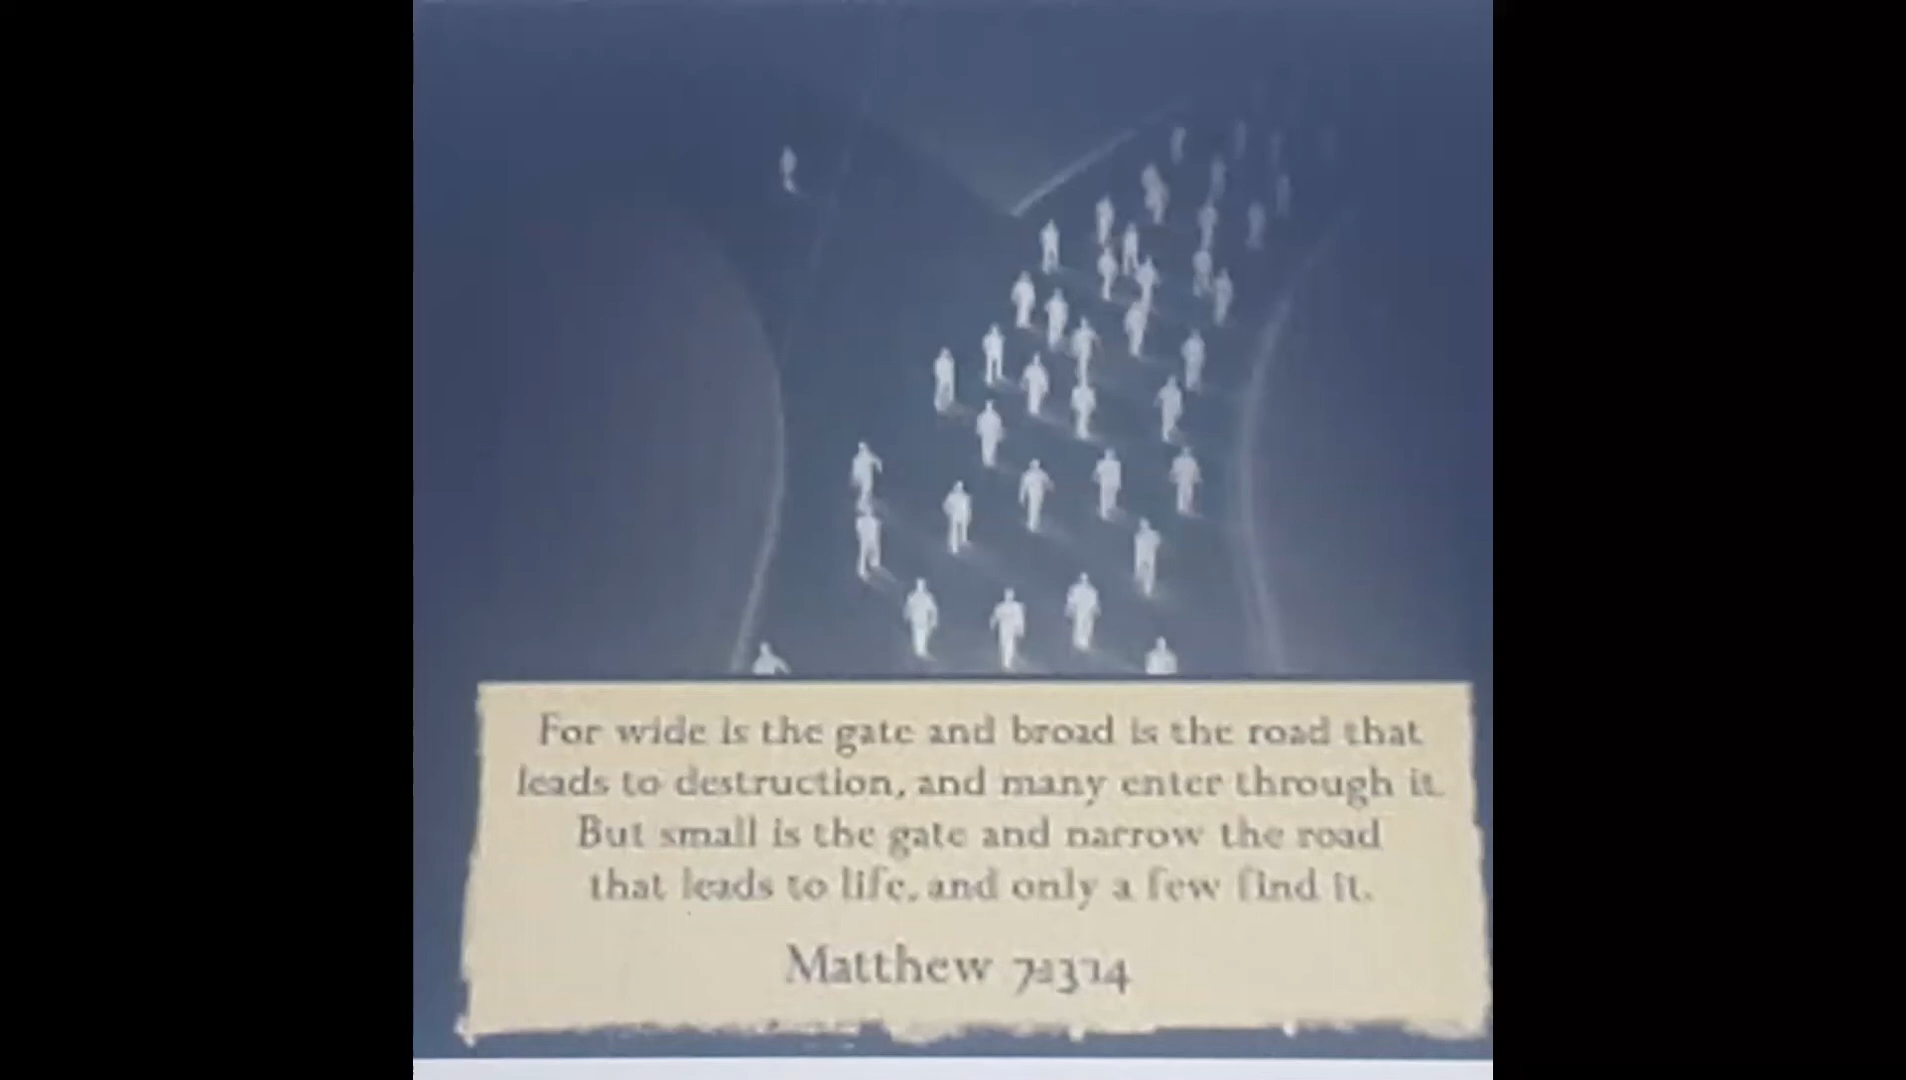 For wide is the gate and broad is the road that
leads to destruction, and many enter through it.
But small is the gate and narrow the road
that leads to life, and only a few find it.
Matthew 7:13-14